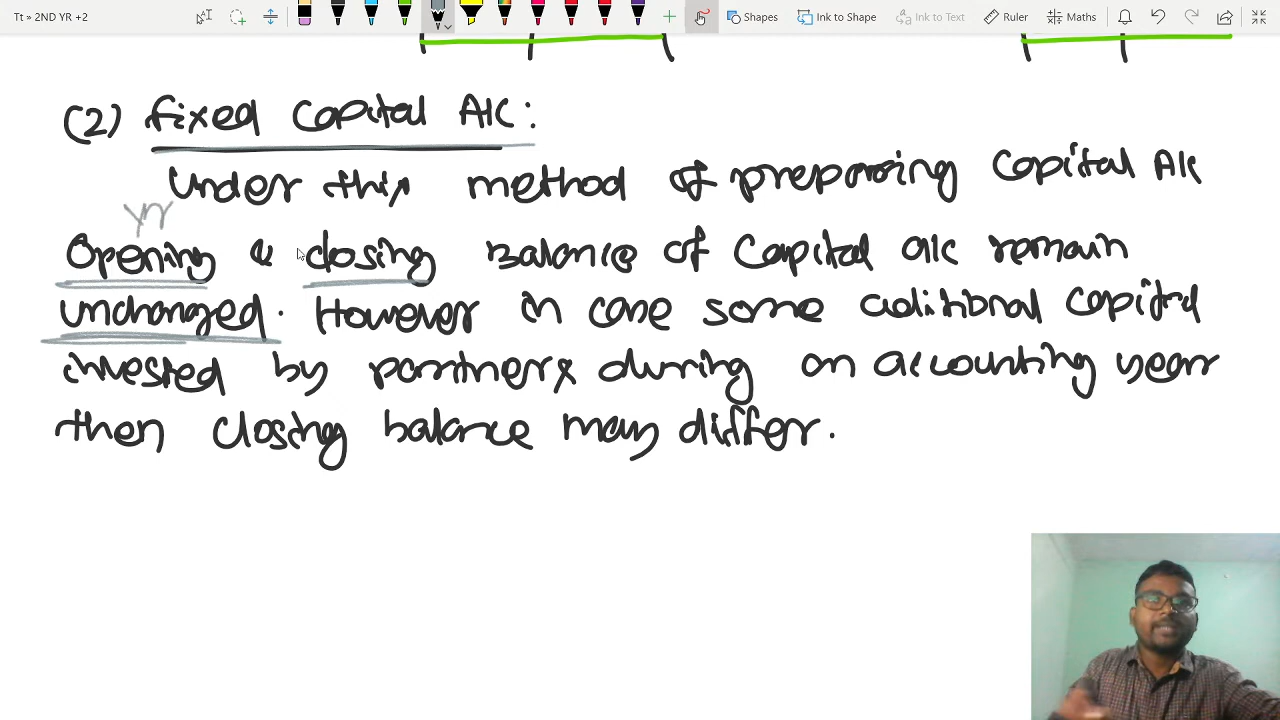 Tt » 2ND YR +2
Shapes
Ink to Shape
Ink to Text
Ruler
Maths
(2) fixed Capital A/C:
Under this method of preparing Capital A/c
yr
Opening & closing Balance of Capital a/c remain
unchanged. However in case some aditional capital
invested by partners during an accounting year
then closing balance may differ.